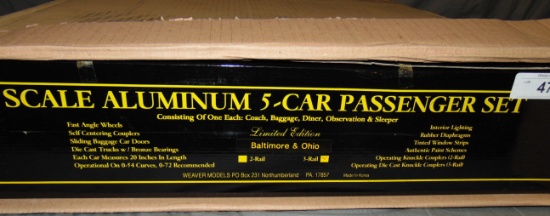 47
SCALE ALUMINUM 5-CAR PASSENGER SET
Consisting Of One Each: Coach, Baggage, Diner, Observation & Sleeper
Fast Angle Wheels
Self Centering Couplers
Sliding Baggage Car Doors
Die Cast Trucks w/ Bronze Bearings
Each Car Measures 20 Inches In Length
Operational On 0-54 Curves, 0-72 Recommended
Limited Edition
Baltimore & Ohio
2-Rail 3-Rail
WEAVER MODELS PO Box 231 Northumberland PA. 17857 Made in Korea
Interior Lighting
Rubber Diaphragms
Tinted Window Strips
Authentic Paint Schemes
Operating Knuckle Couplers (2-Rail)
Operating Die Cast Knuckle Couplers (3-Rail)